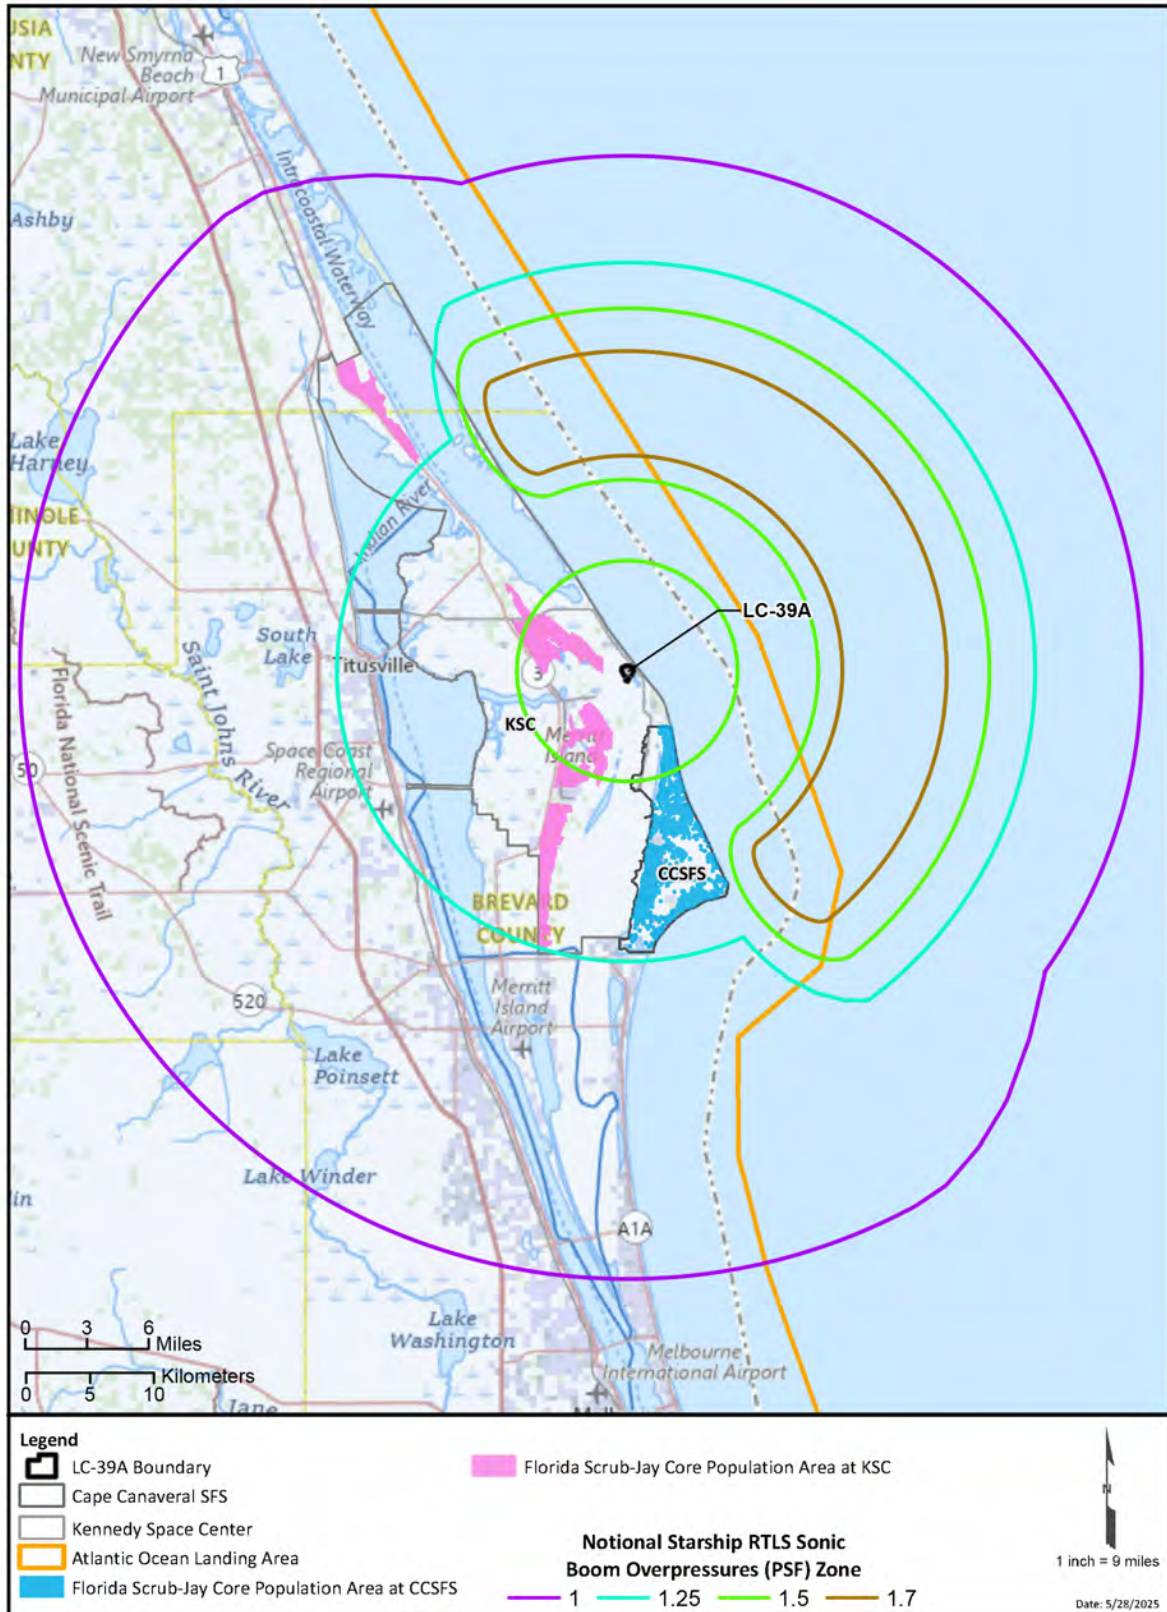 USIA
NTY
New Smyrna
Beach
Municipal Airport
1
Intracoastal Waterway
Ashby
Lake
Harney
INOLE
OUNTY
Indian River
South
Lake
Titusville
3
LC-39A
KSC
Merritt
Island
Saint Johns River
Florida National Scenic Trail
50
Space Coast
Regional
Airport
CCSFS
BREVARD
COUNTY
520
Merritt
Island
Airport
Lake
Poinsett
Lake Winder
lin
A1A
Lake
Washington
Melbourne
International Airport
Jane
0 3 6
Miles
Kilometers
0 5 10
Legend
LC-39A Boundary
Cape Canaveral SFS
Kennedy Space Center
Atlantic Ocean Landing Area
Florida Scrub-Jay Core Population Area at CCSFS
Florida Scrub-Jay Core Population Area at KSC
Notional Starship RTLS Sonic
Boom Overpressures (PSF) Zone
1 1.25 1.5 1.7
N
1 inch = 9 miles
Date: 5/28/2025